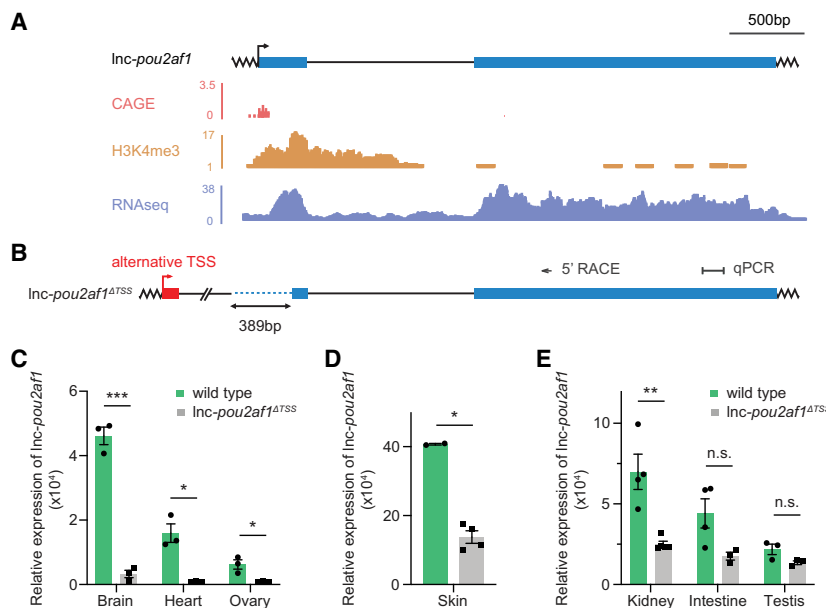 A
500bp
lnc-pou2af1
CAGE
3.5
0
H3K4me3
17
1
RNAseq
38
0
B
alternative TSS
5' RACE
qPCR
lnc-pou2af1ΔTSS
389bp
C
Relative expression of lnc-pou2af1
(x10⁴)
6
4
2
0
wild type
lnc-pou2af1ΔTSS
***
*
*
Brain
Heart
Ovary
D
Relative expression of lnc-pou2af1
(x10⁴)
40
20
0
*
Skin
E
Relative expression of lnc-pou2af1
(x10⁴)
10
5
0
wild type
lnc-pou2af1ΔTSS
**
n.s.
n.s.
Kidney
Intestine
Testis